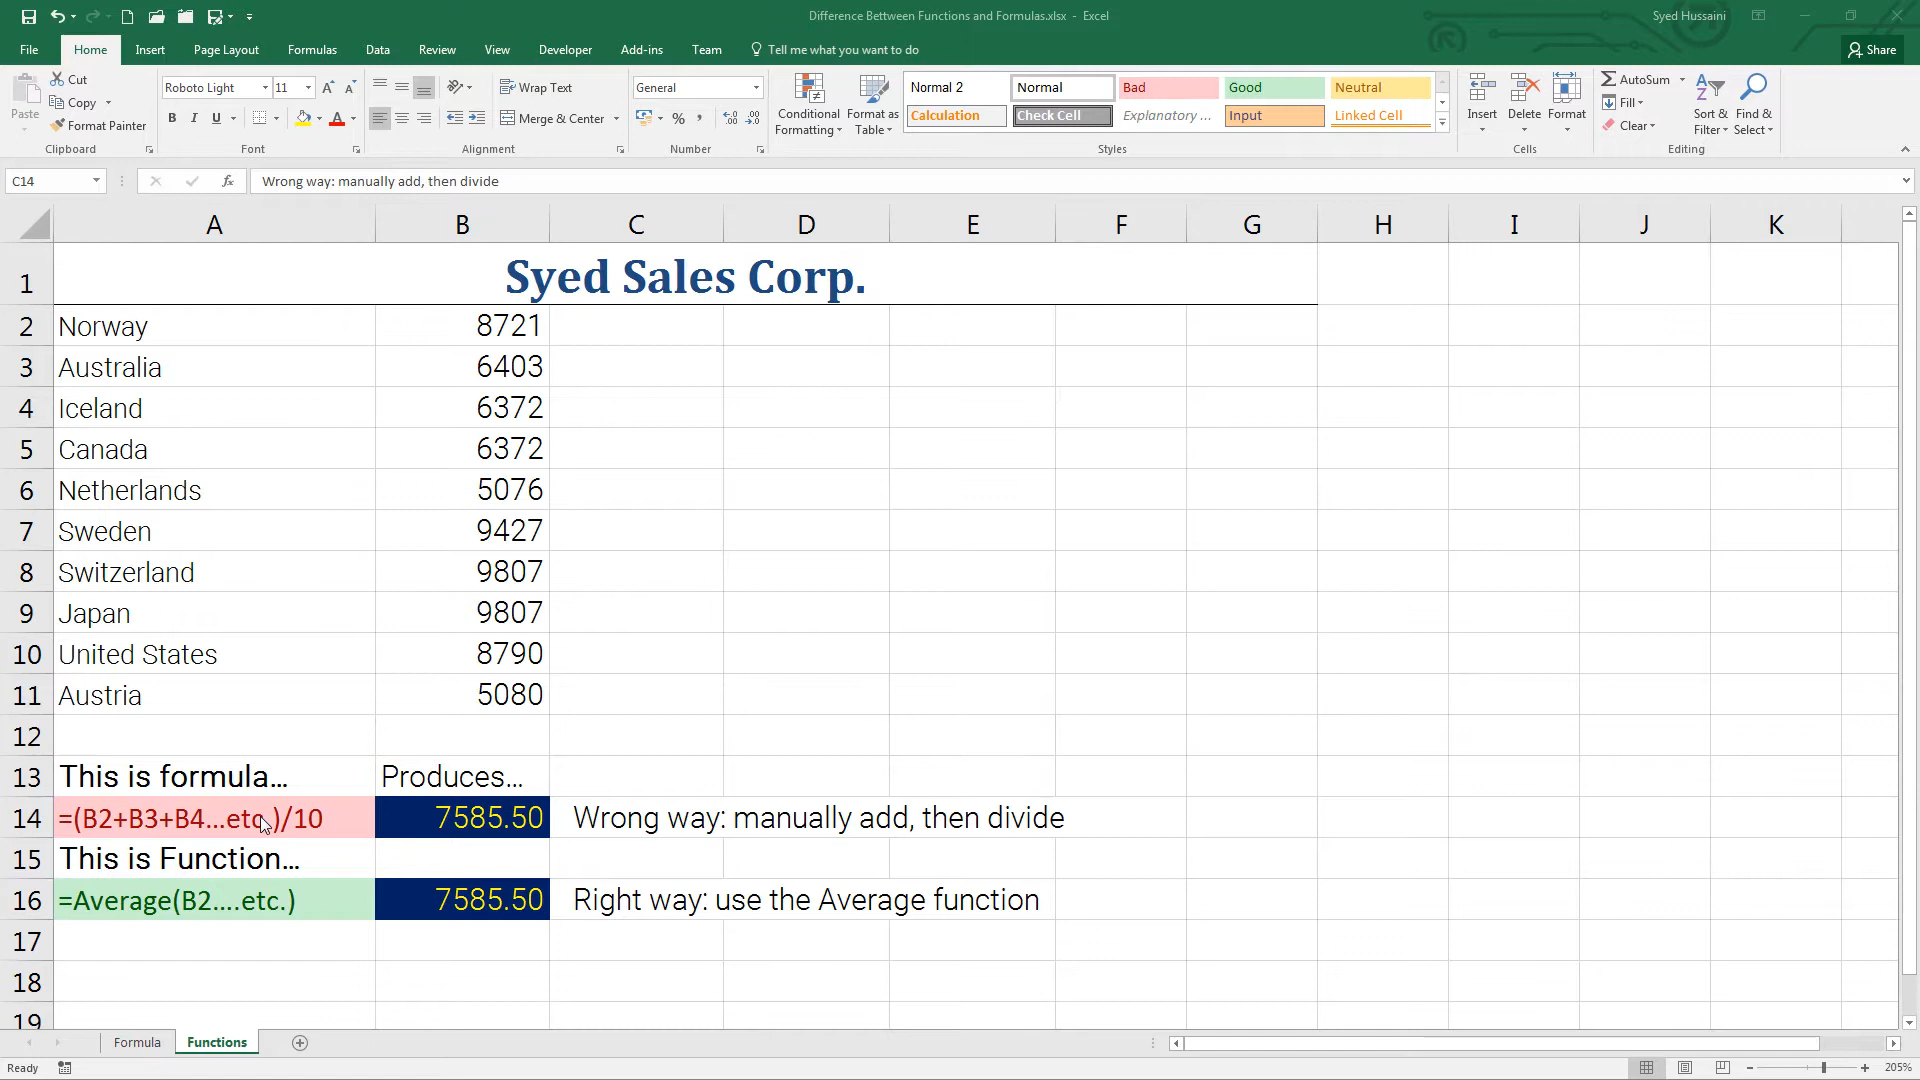 Difference Bettween Functions and Formulas.xlsx - Excel
Syed Hussaini
File Home Insert Page Layout Formulas Data Review View Developer Add-ins Team Tell me what you want to do Share
Paste
Cut
Copy
Format Painter
Clipboard
Roboto Light 11
B I U
Font
Wrap Text
Merge & Center
Alignment
General
%
Number
Conditional Formatting
Format as Table
Normal 2 Normal Bad Good Neutral
Calculation Check Cell Explanatory ... Input Linked Cell
Styles
Insert Delete Format
Cells
AutoSum
Fill
Clear
Sort & Filter
Find & Select
Editing
C14 fx Wrong way: manually add, then divide
A B C D E F G H I J K
1 Syed Sales Corp.
2 Norway 8721
3 Australia 6403
4 Iceland 6372
5 Canada 6372
6 Netherlands 5076
7 Sweden 9427
8 Switzerland 9807
9 Japan 9807
10 United States 8790
11 Austria 5080
12
13 This is formula... Produces...
14 =(B2+B3+B4...etc.)/10 7585.50 Wrong way: manually add, then divide
15 This is Function...
16 =Average(B2....etc.) 7585.50 Right way: use the Average function
17
18
19
Formula Functions
Ready 205%